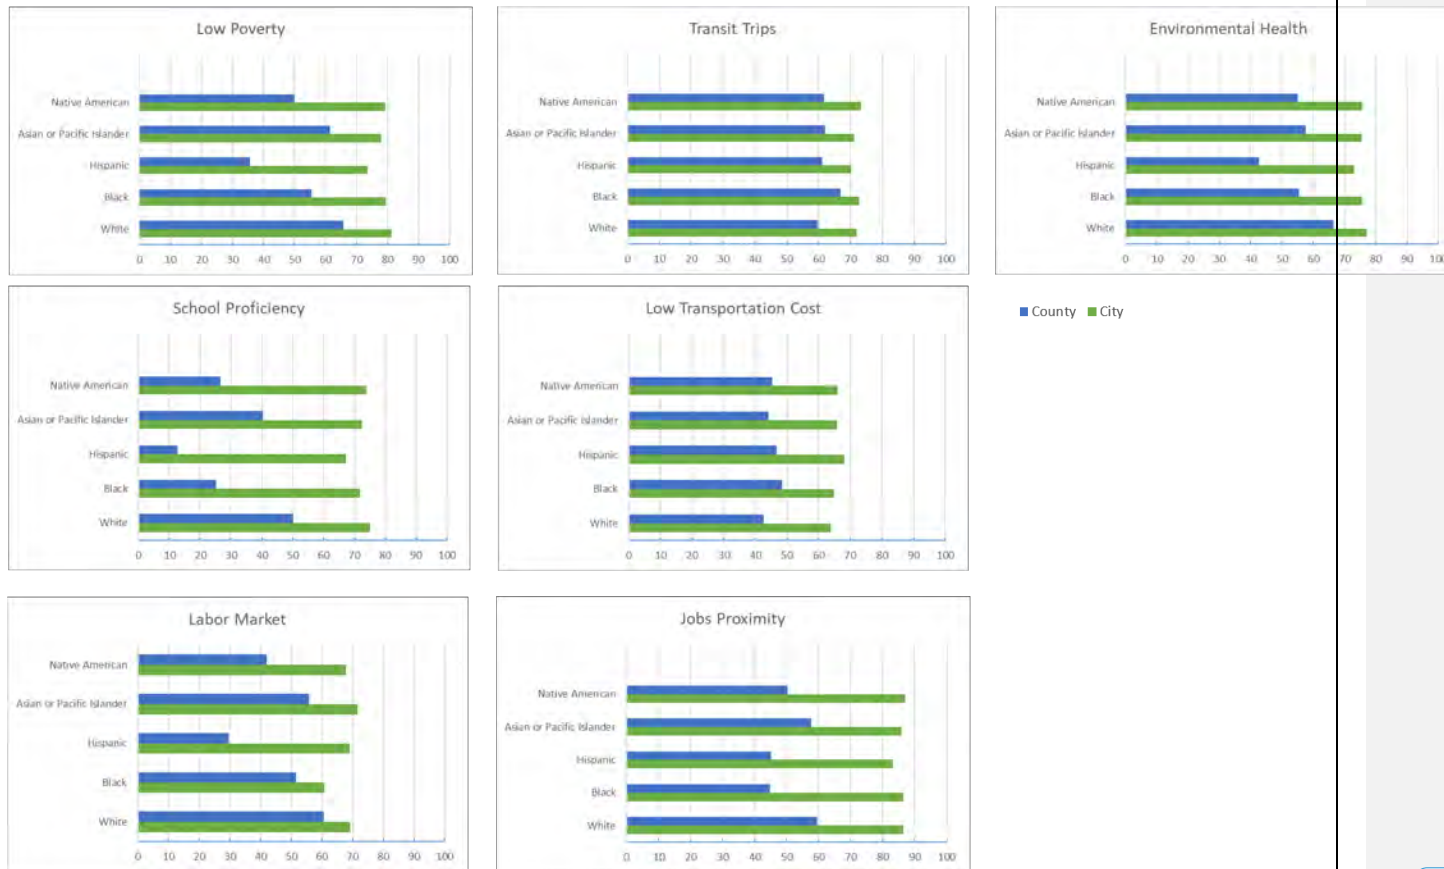 Low Poverty
Native American
Asian or Pacific Islander
Hispanic
Black
White
0 10 20 30 40 50 60 70 80 90 100
Transit Trips
Native American
Asian or Pacific Islander
Hispanic
Black
White
0 10 20 30 40 50 60 70 80 90 100
Environmental Health
Native American
Asian or Pacific Islander
Hispanic
Black
White
0 10 20 30 40 50 60 70 80 90 100
School Proficiency
Native American
Asian or Pacific Islander
Hispanic
Black
White
0 10 20 30 40 50 60 70 80 90 100
Low Transportation Cost
Native American
Asian or Pacific Islander
Hispanic
Black
White
0 10 20 30 40 50 60 70 80 90 100
County City
Labor Market
Native American
Asian or Pacific Islander
Hispanic
Black
White
0 10 20 30 40 50 60 70 80 90 100
Jobs Proximity
Native American
Asian or Pacific Islander
Hispanic
Black
White
0 10 20 30 40 50 60 70 80 90 100